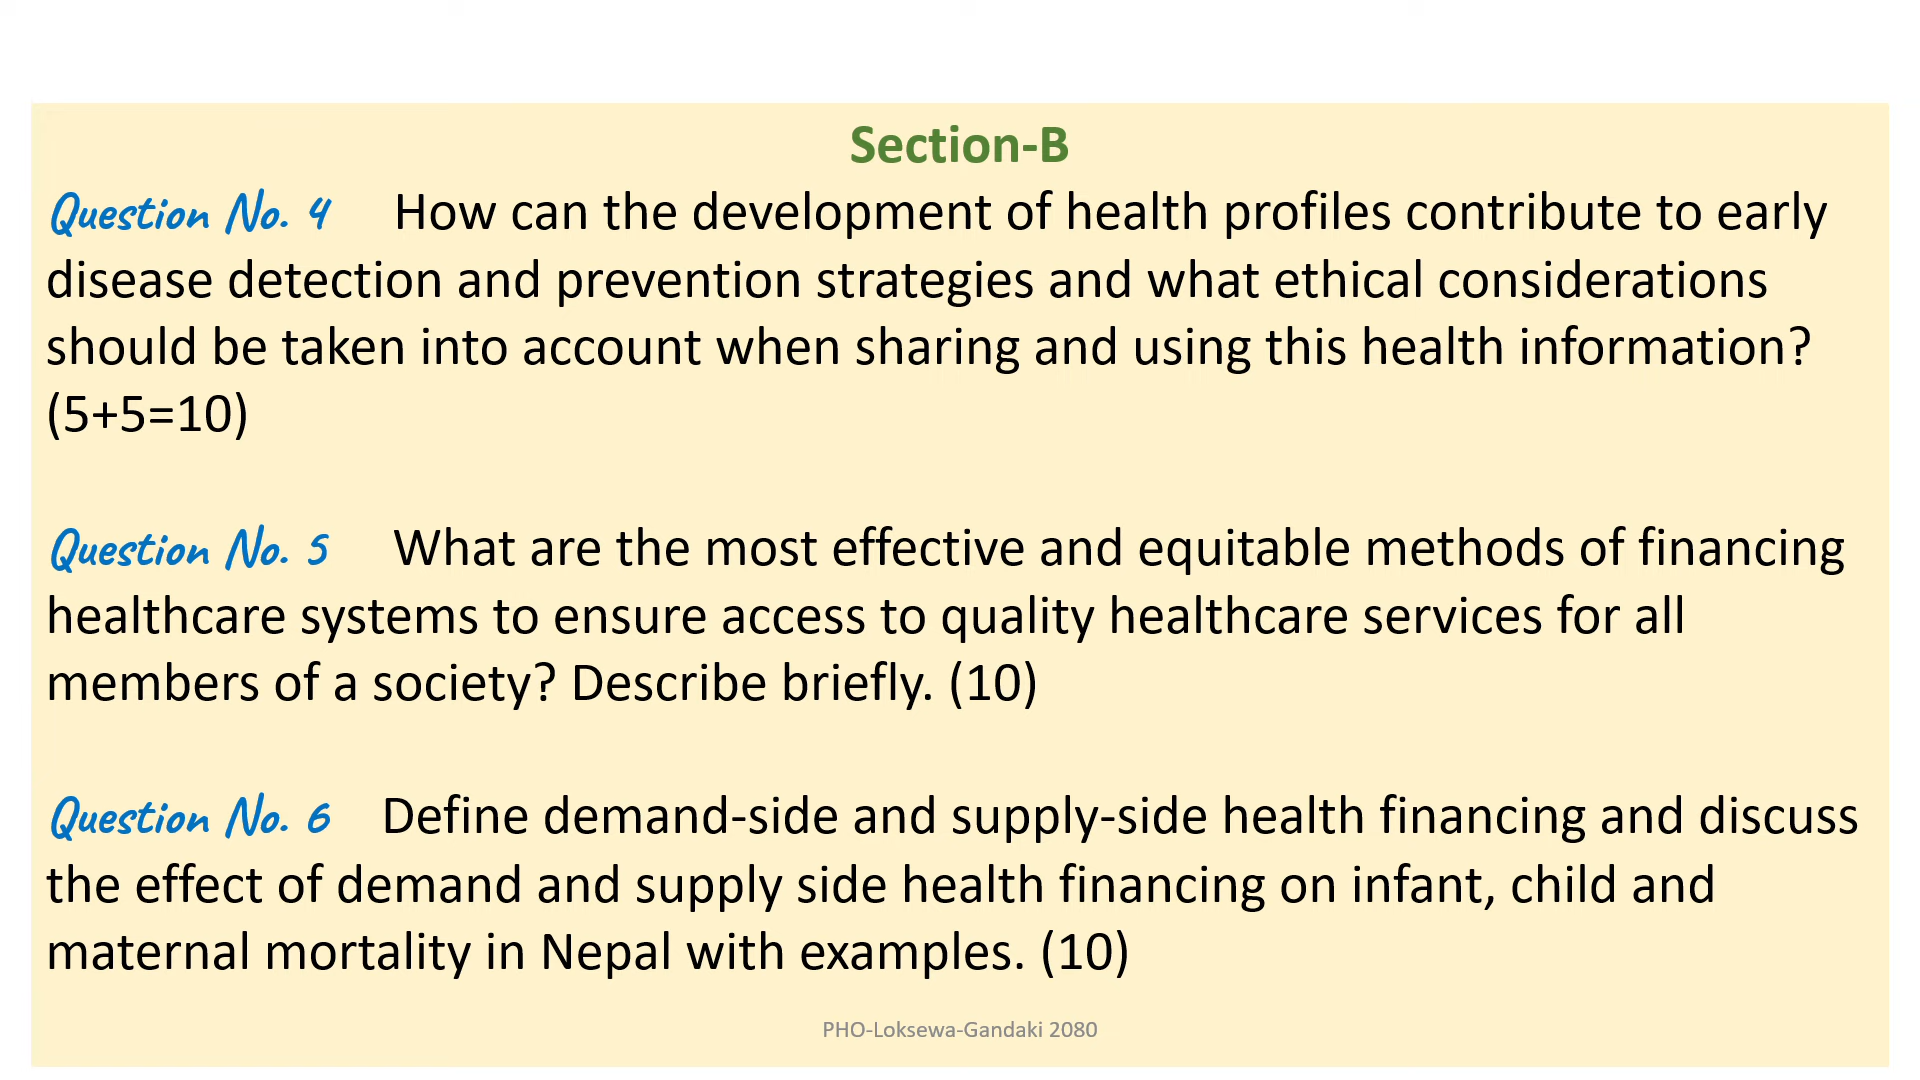 Section-B
Question No. 4 How can the development of health profiles contribute to early
disease detection and prevention strategies and what ethical considerations
should be taken into account when sharing and using this health information?
(5+5=10)
Question No. 5 What are the most effective and equitable methods of financing
healthcare systems to ensure access to quality healthcare services for all
members of a society? Describe briefly. (10)
Question No. 6 Define demand-side and supply-side health financing and discuss
the effect of demand and supply side health financing on infant, child and
maternal mortality in Nepal with examples. (10)
PHO-Loksewa-Gandaki 2080